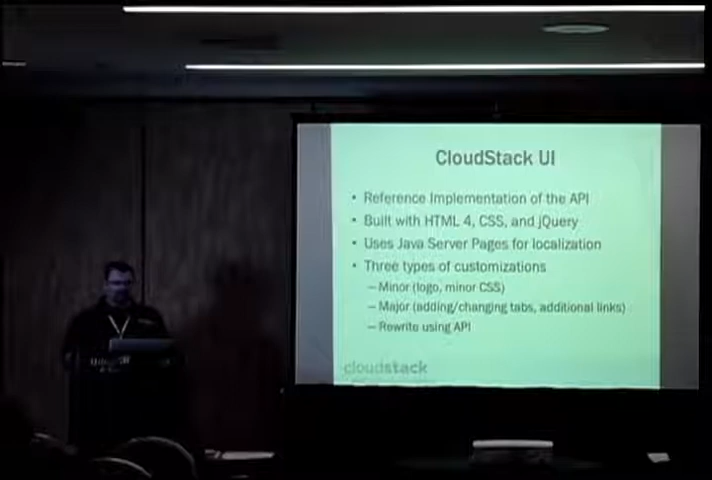 CloudStack UI
• Reference Implementation of the API
• Built with HTML 4, CSS, and jQuery
• Uses Java Server Pages for localization
• Three types of customizations
– Minor (logo, minor CSS)
– Major (adding/changing tabs, additional links)
– Rewrite using API
cloudstack